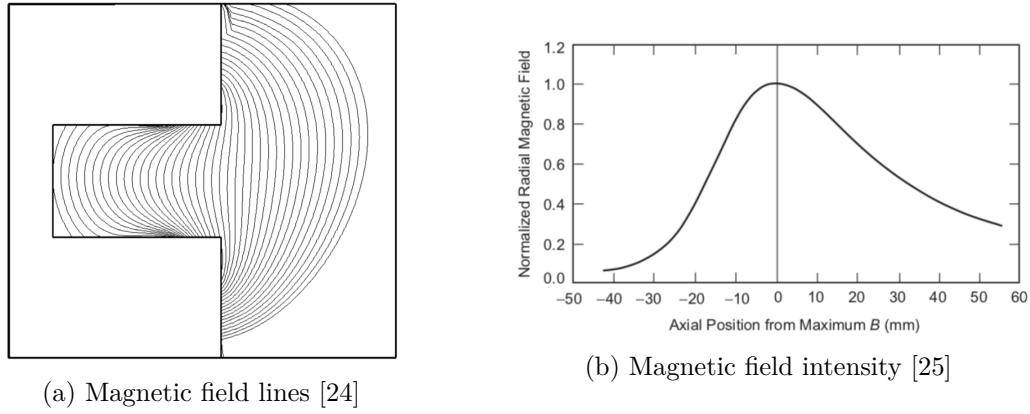 (a) Magnetic field lines [24]
Normalized Radial Magnetic Field
1.2
1.0
0.8
0.6
0.4
0.2
0.0
−50 −40 −30 −20 −10 0 10 20 30 40 50 60
Axial Position from Maximum B (mm)
(b) Magnetic field intensity [25]